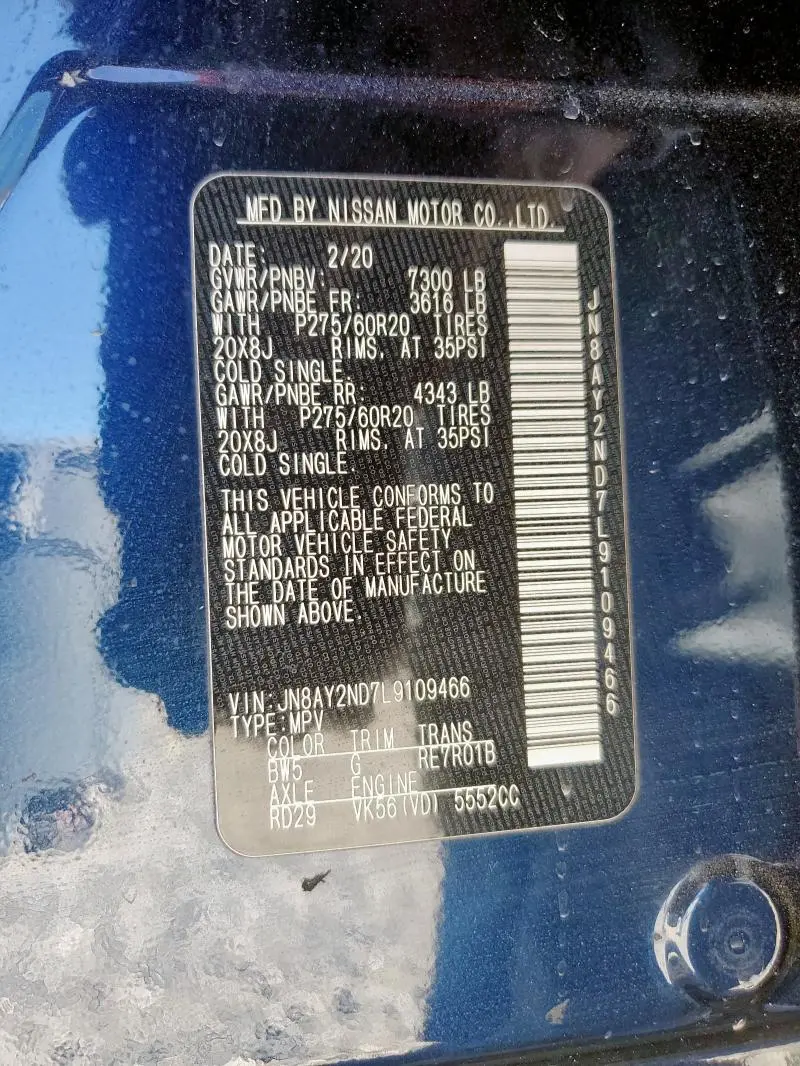 MFD BY NISSAN MOTOR CO.,LTD.
DATE: 2/20
GVWR/PNBV: 7300 LB
GAWR/PNBE FR: 3616 LB
WITH P275/60R20 TIRES
20X8J RIMS, AT 35PSI
COLD SINGLE.
GAWR/PNBE RR: 4343 LB
WITH P275/60R20 TIRES
20X8J RIMS, AT 35PSI
COLD SINGLE.
THIS VEHICLE CONFORMS TO
ALL APPLICABLE FEDERAL
MOTOR VEHICLE SAFETY
STANDARDS IN EFFECT ON
THE DATE OF MANUFACTURE
SHOWN ABOVE.
VIN:JN8AY2ND7L9109466
TYPE:MPV
COLOR TRIM TRANS
BW5 G RE7R01B
AXLE ENGINE
RD29 VK56(VD) 5552CC
JN8AY2ND7L9109466